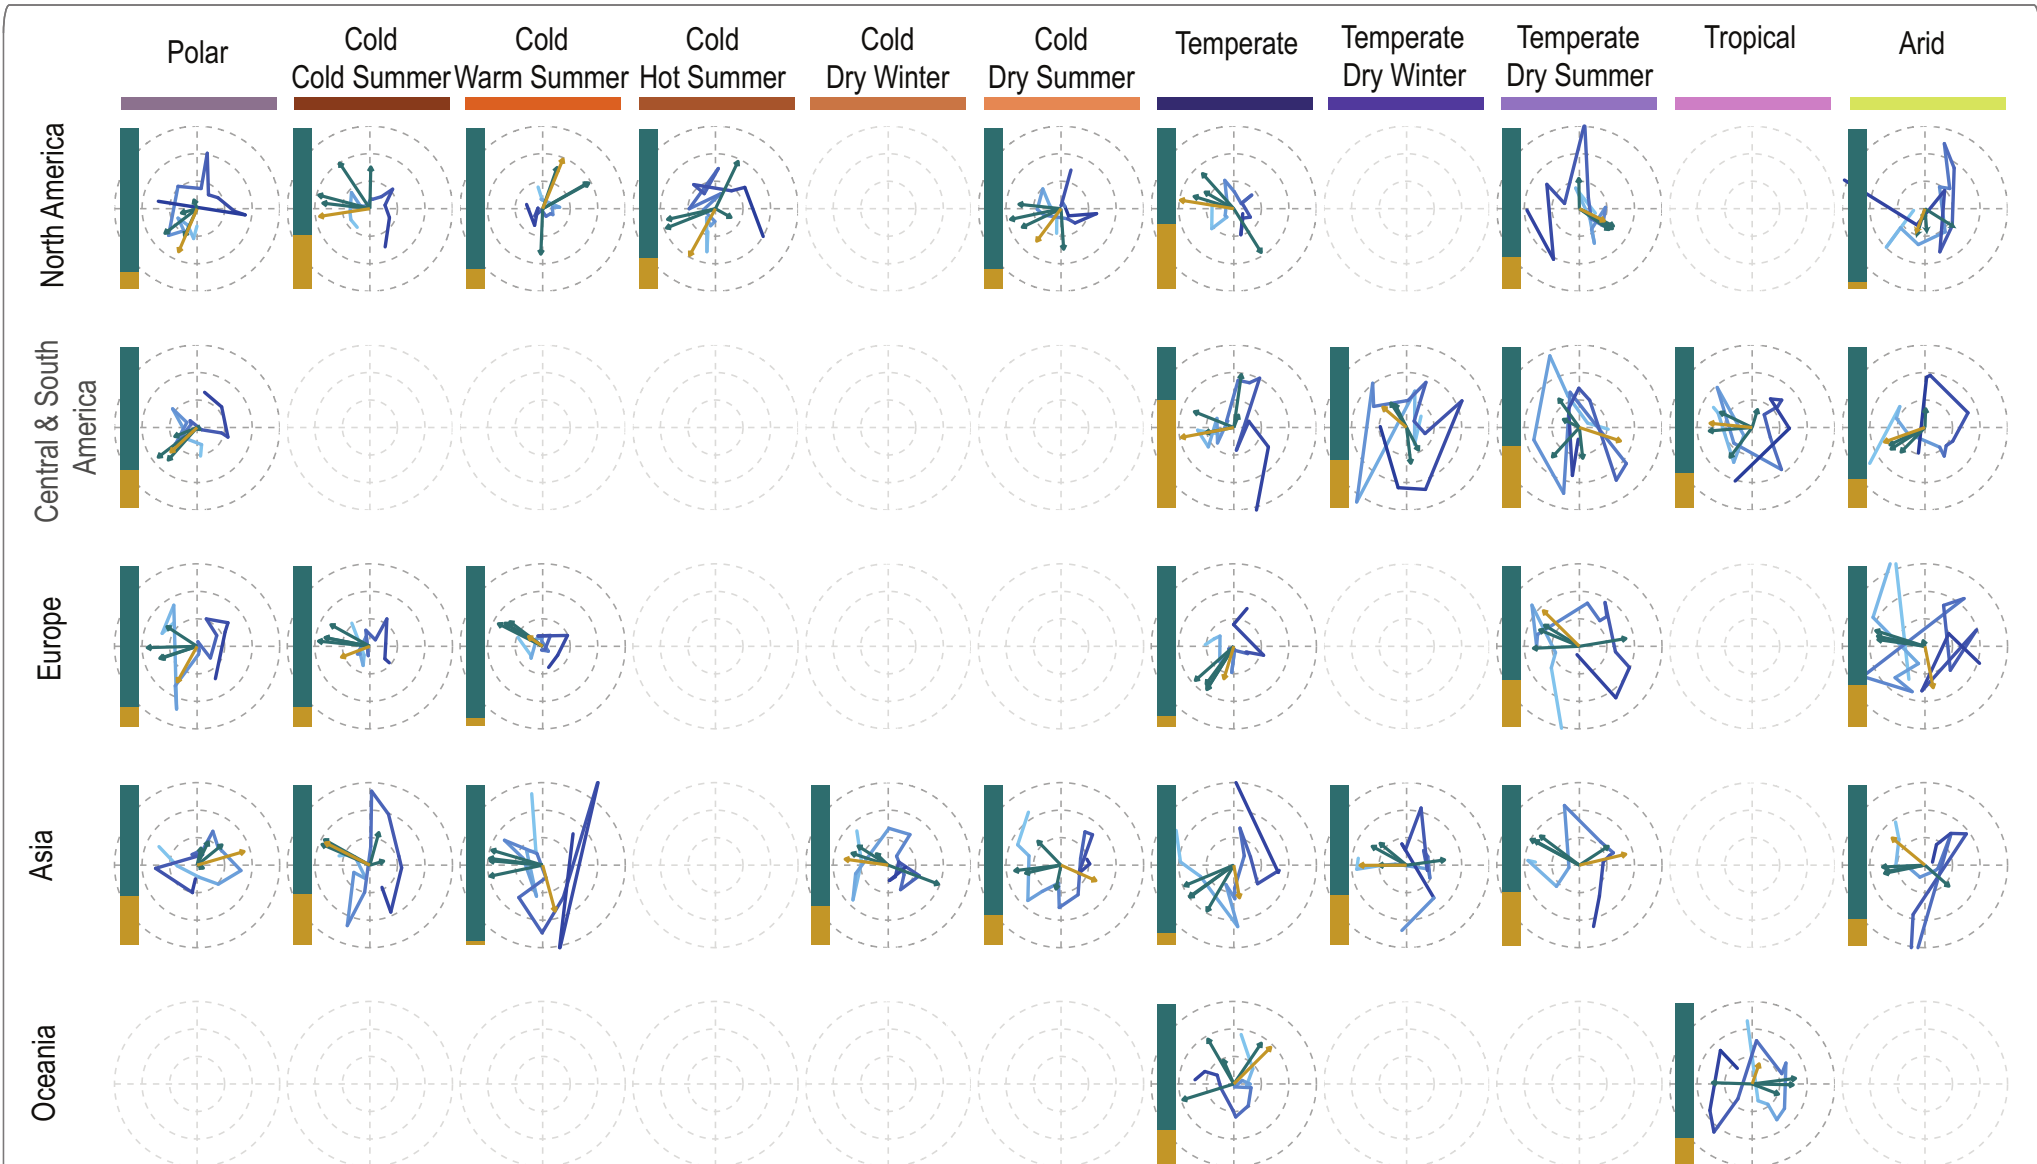 Polar
Cold
Cold Summer
Cold
Warm Summer
Cold
Hot Summer
Cold
Dry Winter
Cold
Dry Summer
Temperate
Temperate
Dry Winter
Temperate
Dry Summer
Tropical
Arid
North America
Central & South
America
Europe
Asia
Oceania